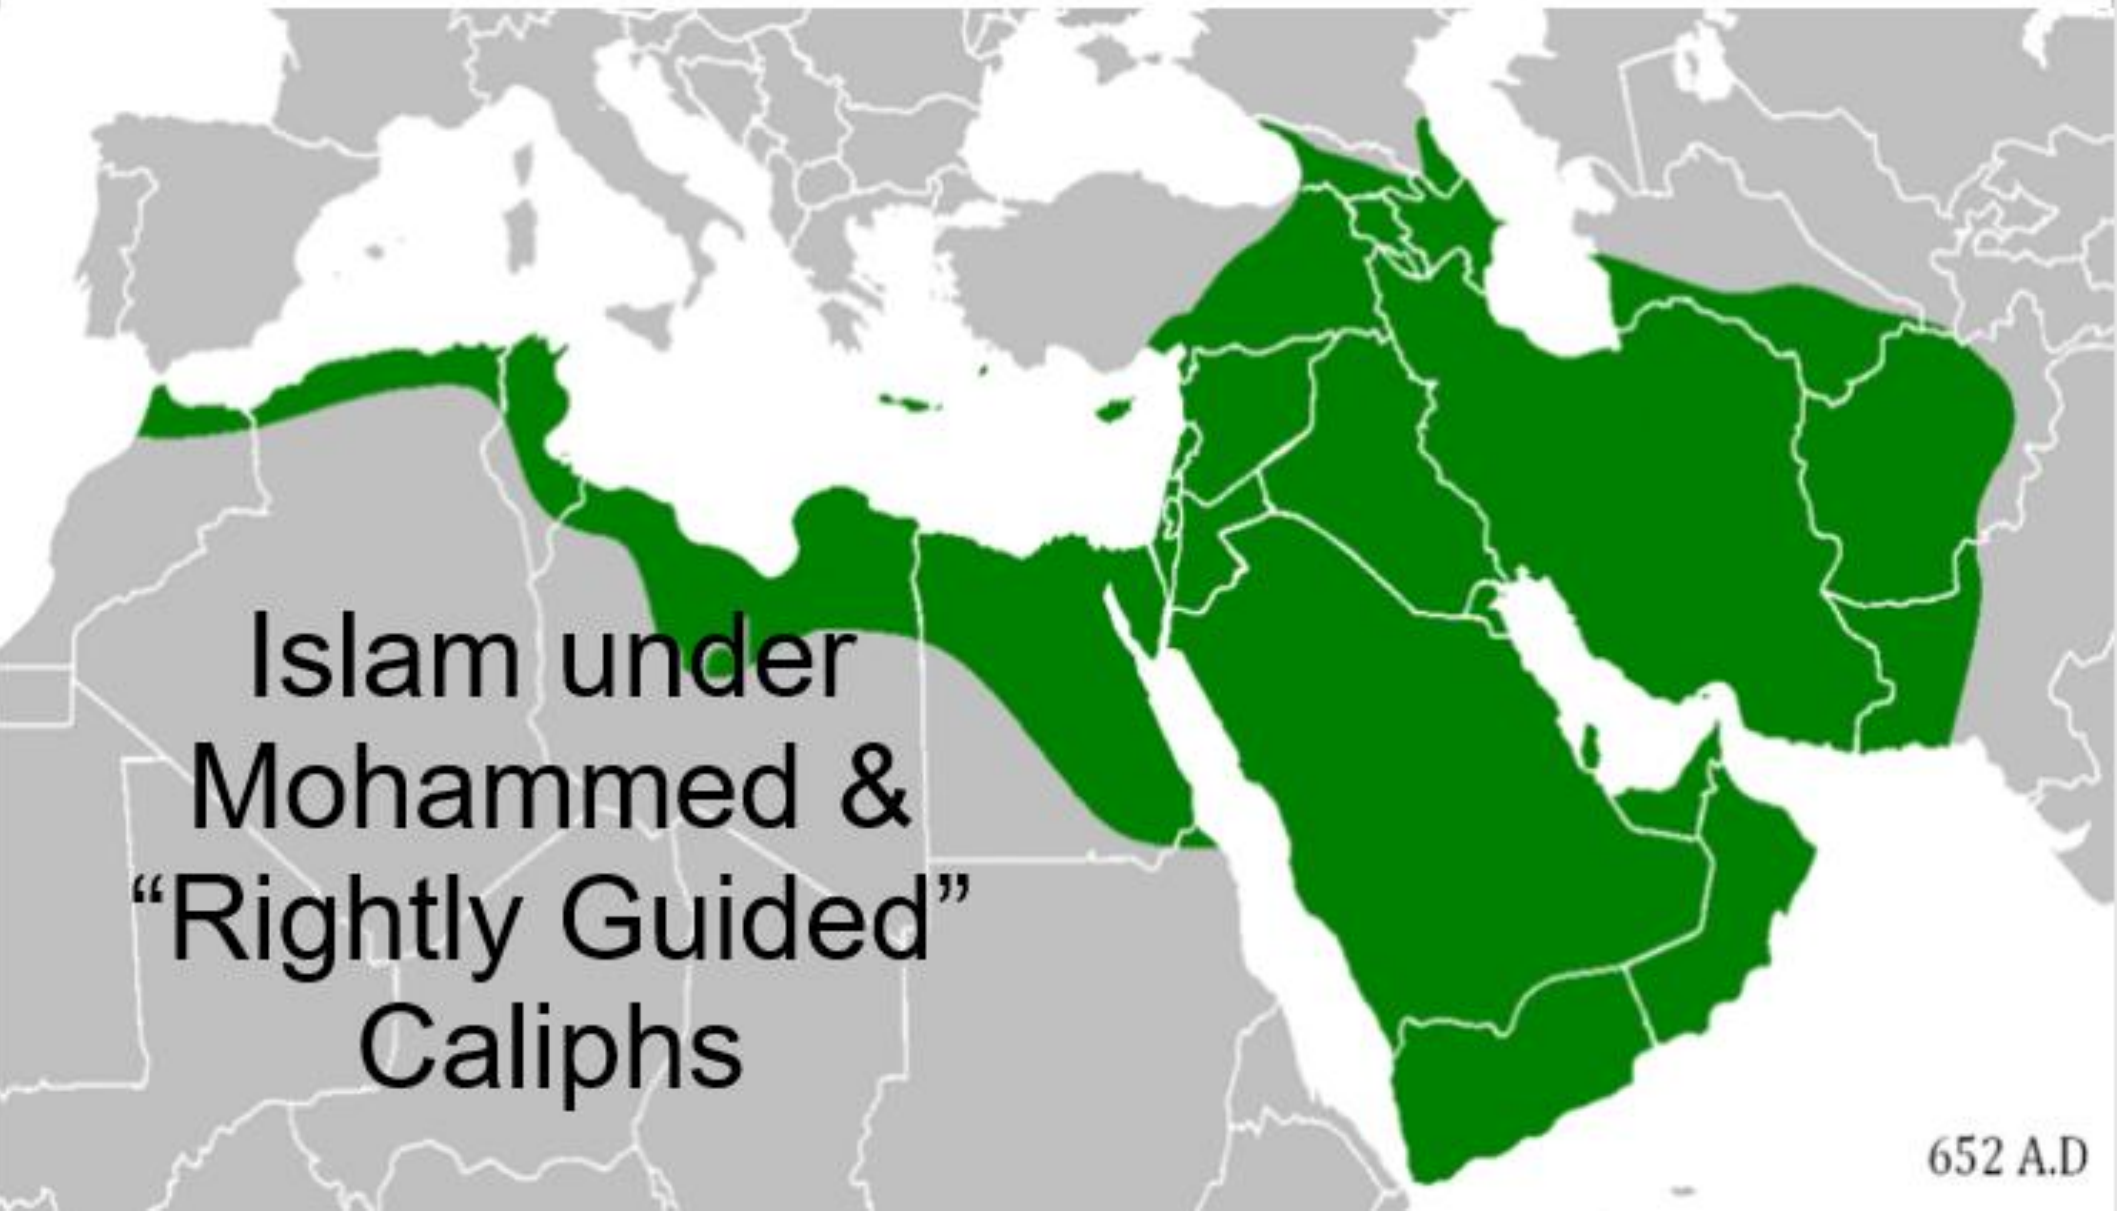 Islam under
Mohammed &
“Rightly Guided”
Caliphs
652 A.D